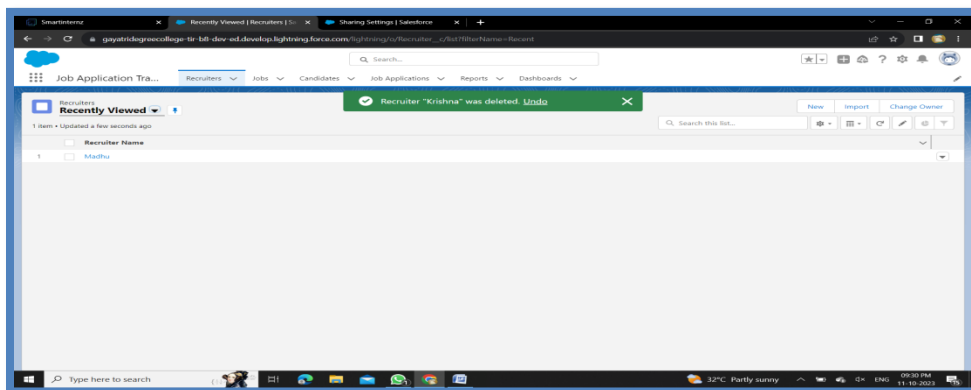 Smartinternz
Recently Viewed | Recruiters | Sa
Sharing Settings | Salesforce
gayatridegreecollege-tir-b8-dev-ed.develop.lightning.force.com/lightning/o/Recruiter__c/list?filterName=Recent
Search...
Job Application Tra...
Recruiters
Jobs
Candidates
Job Applications
Reports
Dashboards
Recruiters
Recently Viewed
Recruiter "Krishna" was deleted. Undo
New
Import
Change Owner
1 item • Updated a few seconds ago
Search this list...
Recruiter Name
1
Madhu
Type here to search
32°C Partly sunny
ENG
09:30 PM
11-10-2023